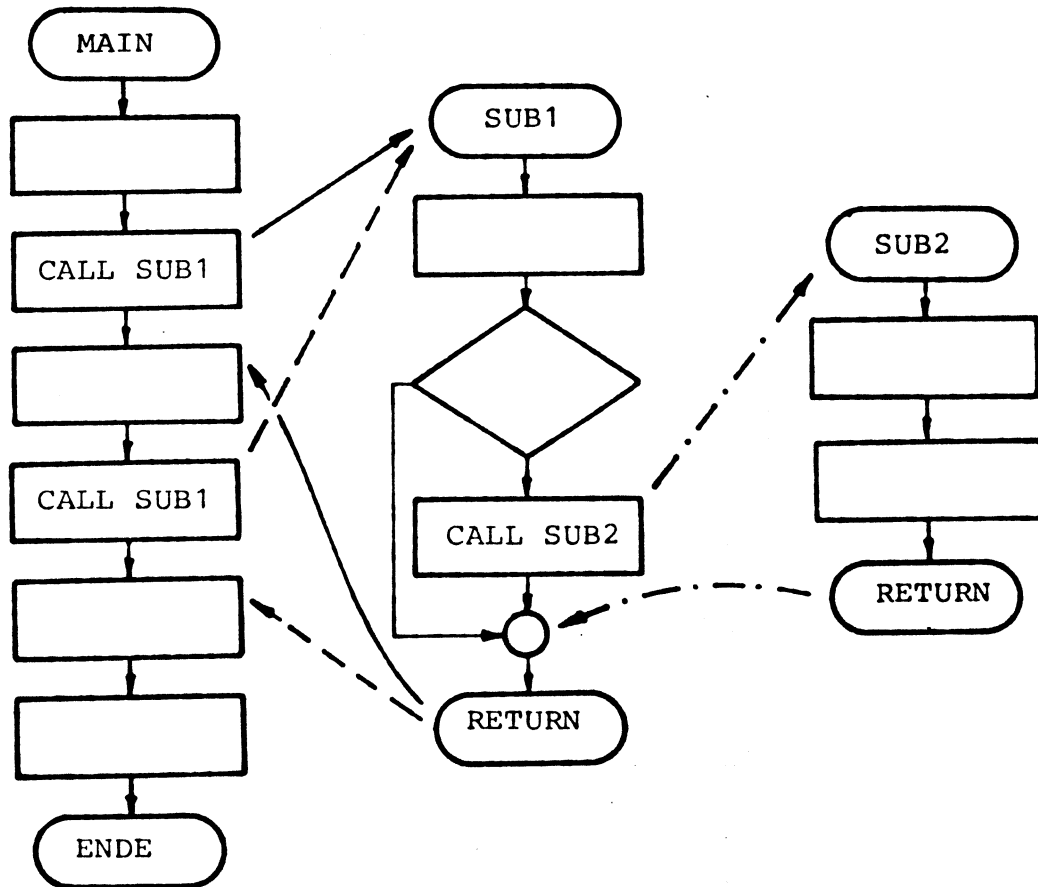 MAIN
CALL SUB1
CALL SUB1
ENDE
SUB1
CALL SUB2
RETURN
SUB2
RETURN